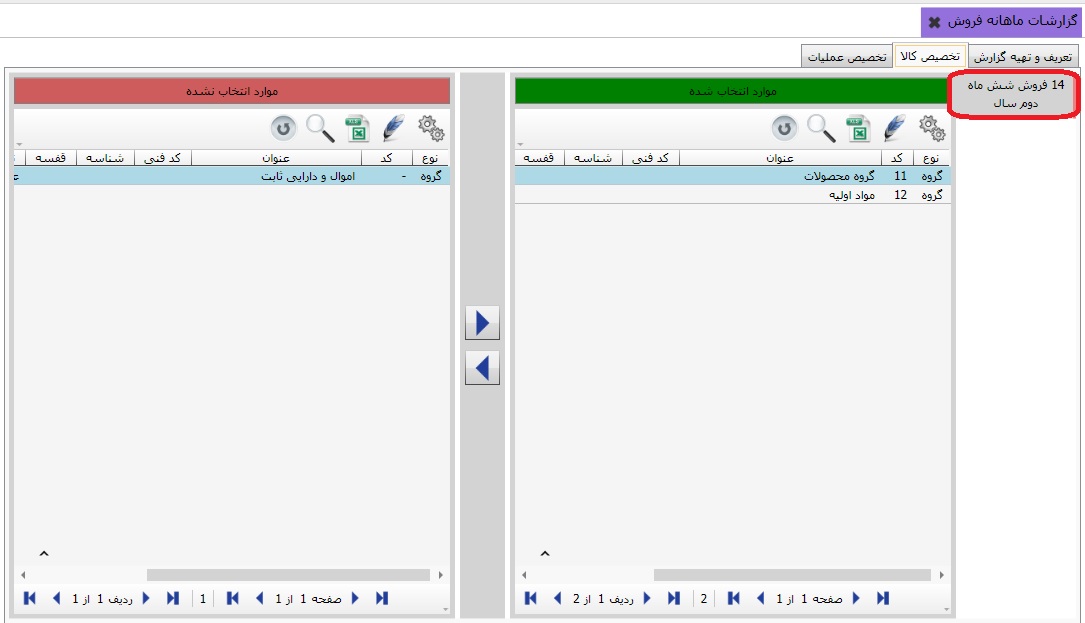 گزارشات ماهانه فروش
تعریف و تهیه گزارش
تخصیص کالا
تخصیص عملیات
14 فروش شش ماه
دوم سال
موارد انتخاب شده
نوع کد عنوان کد فنی شناسه قفسه
گروه 11 گروه محصولات
گروه 12 مواد اولیه
صفحه 1 از 1
2
ردیف 1 از 2
موارد انتخاب نشده
نوع کد عنوان کد فنی شناسه قفسه
گروه - اموال و دارایی ثابت
صفحه 1 از 1
1
ردیف 1 از 1